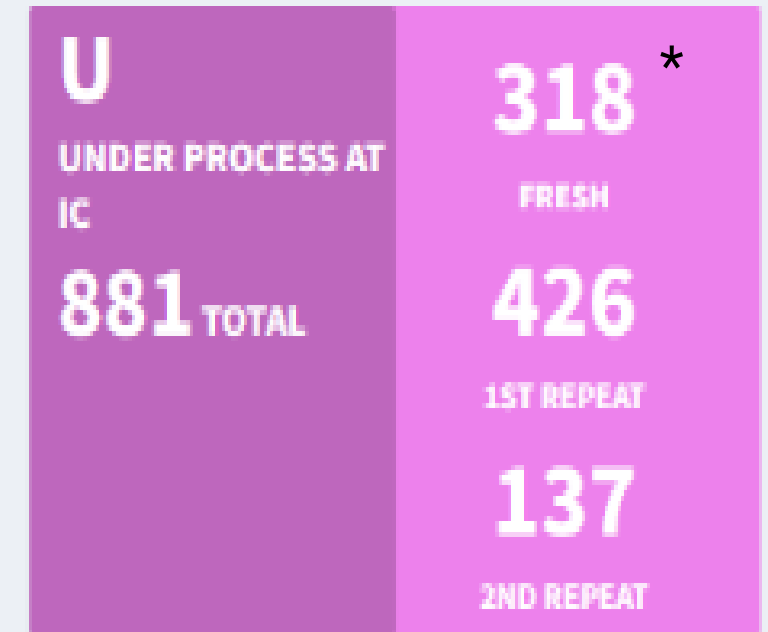 U
UNDER PROCESS AT
IC
881 TOTAL
318 *
FRESH
426
1ST REPEAT
137
2ND REPEAT